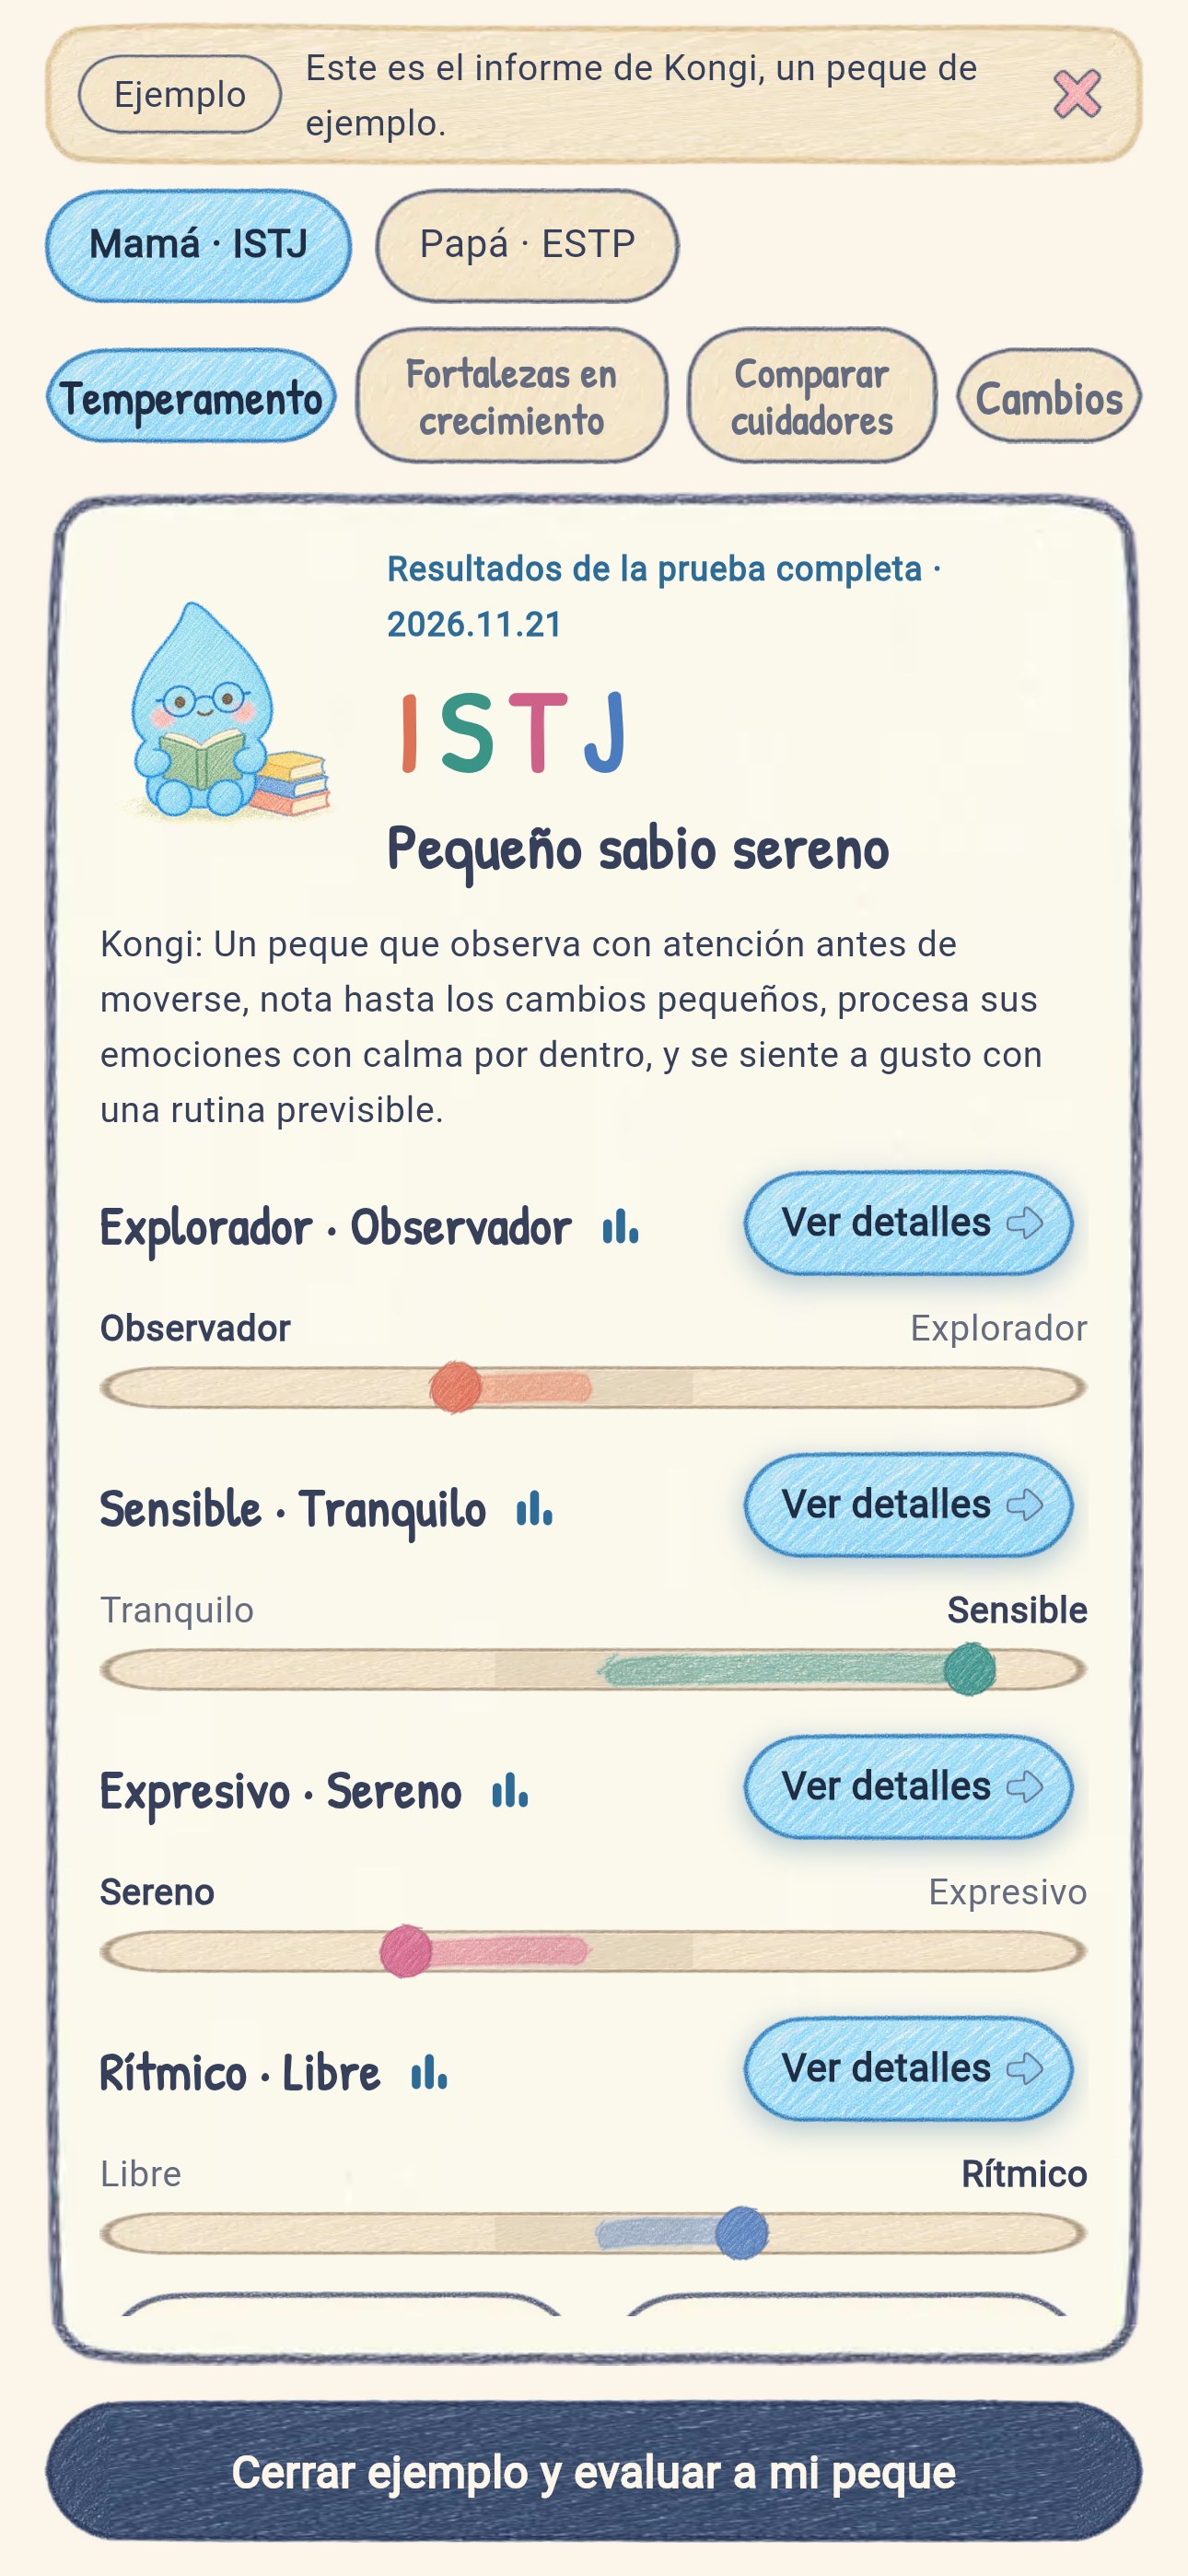 Ejemplo
Este es el informe de Kongi, un peque de
ejemplo.
Mamá · ISTJ
Papá · ESTP
Temperamento
Fortalezas en
crecimiento
Comparar
cuidadores
Cambios
Resultados de la prueba completa ·
2026.11.21
ISTJ
Pequeño sabio sereno
Kongi: Un peque que observa con atención antes de
moverse, nota hasta los cambios pequeños, procesa sus
emociones con calma por dentro, y se siente a gusto con
una rutina previsible.
Explorador · Observador
Ver detalles
Observador
Explorador
Sensible · Tranquilo
Ver detalles
Tranquilo
Sensible
Expresivo · Sereno
Ver detalles
Sereno
Expresivo
Rítmico · Libre
Ver detalles
Libre
Rítmico
Cerrar ejemplo y evaluar a mi peque